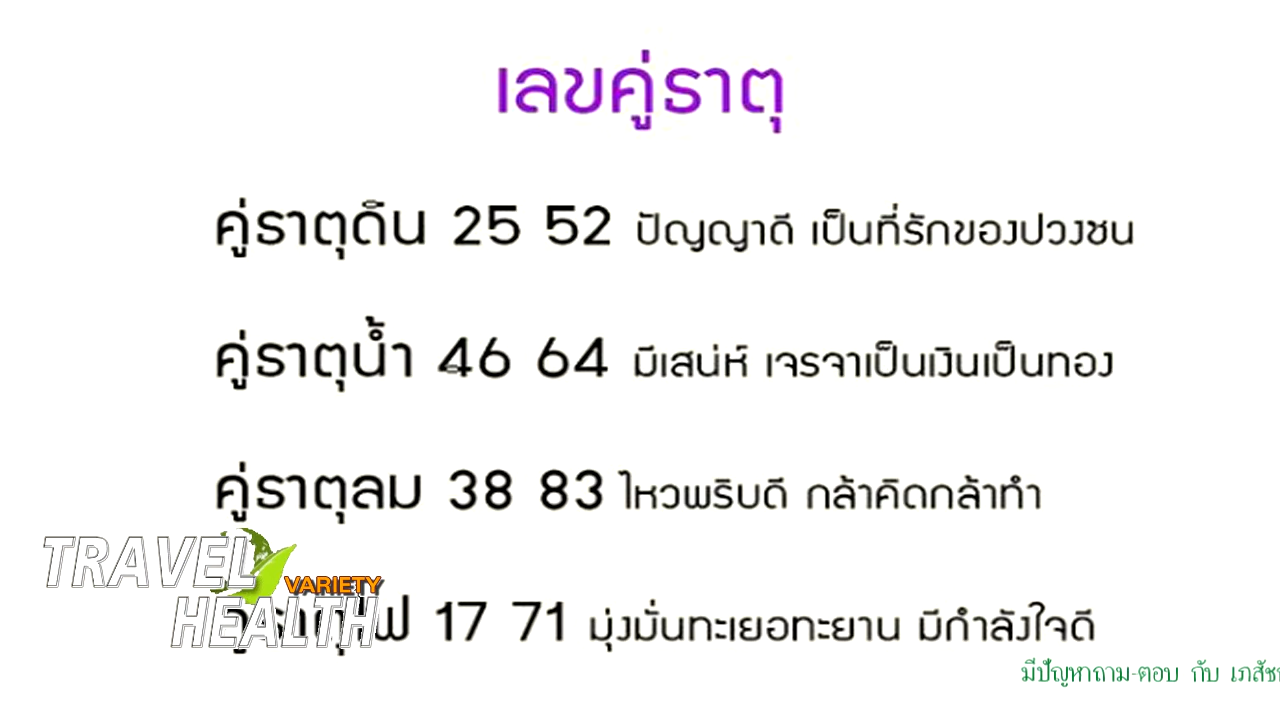 เลขคู่ธาตุ
คู่ธาตุดิน 25 52 ปัญญาดี เป็นที่รักของปวงชน
คู่ธาตุน้ำ 46 64 มีเสน่ห์ เจรจาเป็นเงินเป็นทอง
คู่ธาตุลม 38 83 ไหวพริบดี กล้าคิดกล้าทำ
TRAVEL
VARIETY
HEALTH
17 71 มุ่งมั่นทะเยอทะยาน มีกำลังใจดี
มีปัญหาถาม-ตอบ กับ